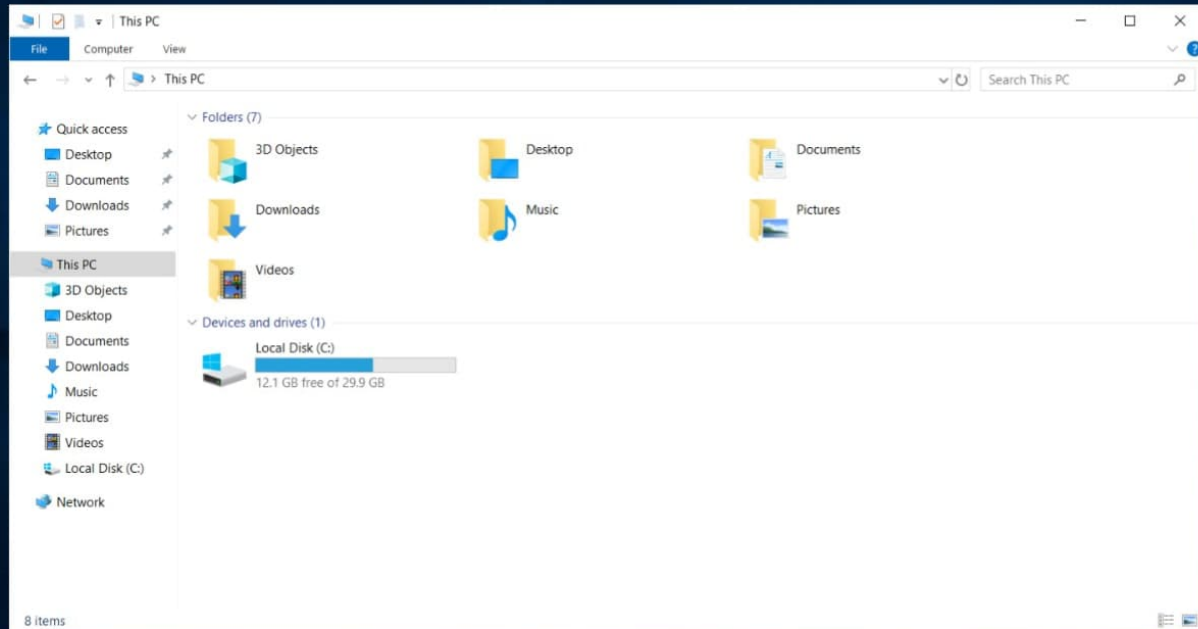 This PC
File Computer View
This PC
Search This PC
Quick access
Desktop
Documents
Downloads
Pictures
This PC
3D Objects
Desktop
Documents
Downloads
Music
Pictures
Videos
Local Disk (C:)
Network
Folders (7)
3D Objects Desktop Documents
Downloads Music Pictures
Videos
Devices and drives (1)
Local Disk (C:)
12.1 GB free of 29.9 GB
8 items